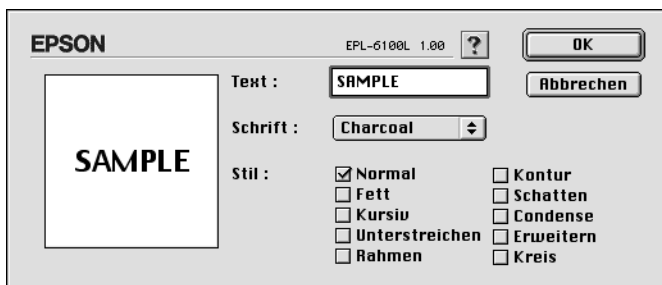 EPSON EPL-6100L 1.00 ? OK
Text : SAMPLE Abbrechen
Schrift : Charcoal
SAMPLE
Stil : Normal Kontur
Fett Schatten
Kursiv Condense
Unterstreichen Erweitern
Rahmen Kreis